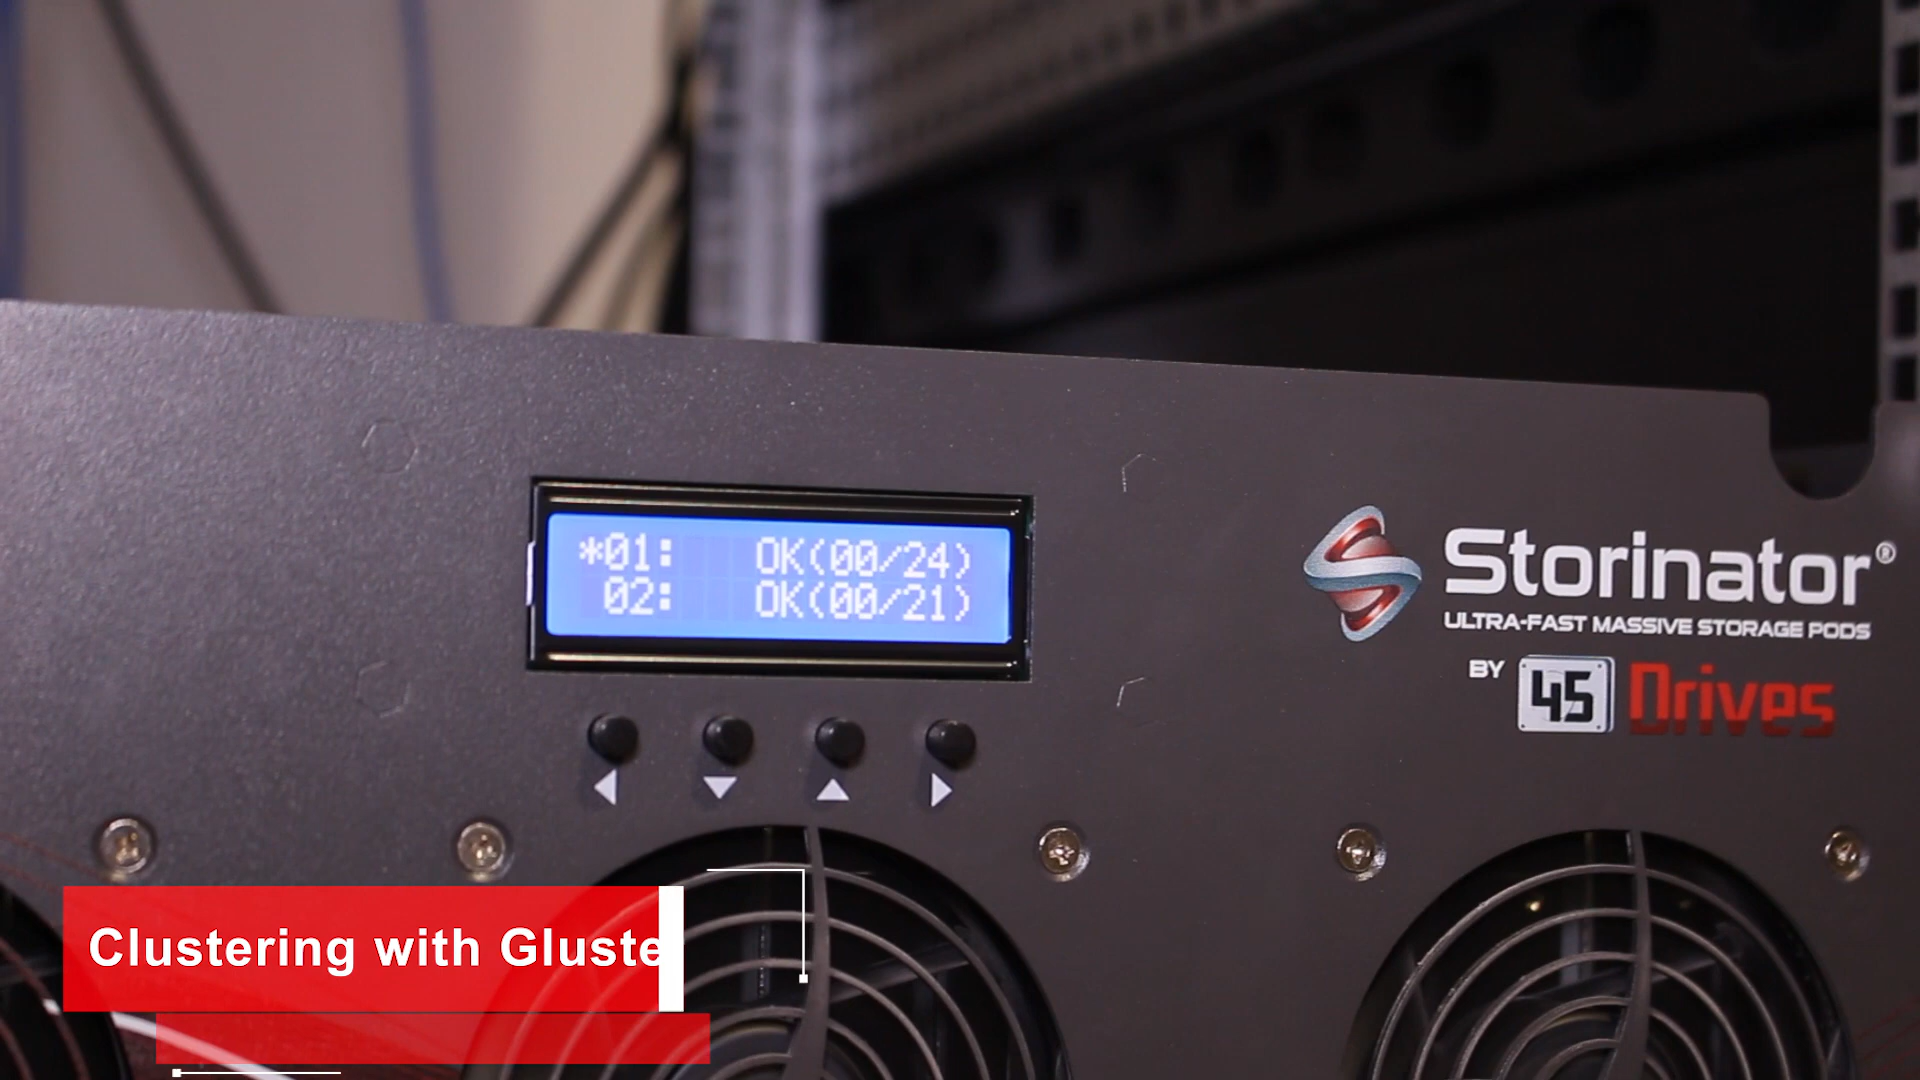 *01: OK(00/24)
02: OK(00/21)
Storinator®
ULTRA-FAST MASSIVE STORAGE PODS
BY 45 Drives
Clustering with Gluste